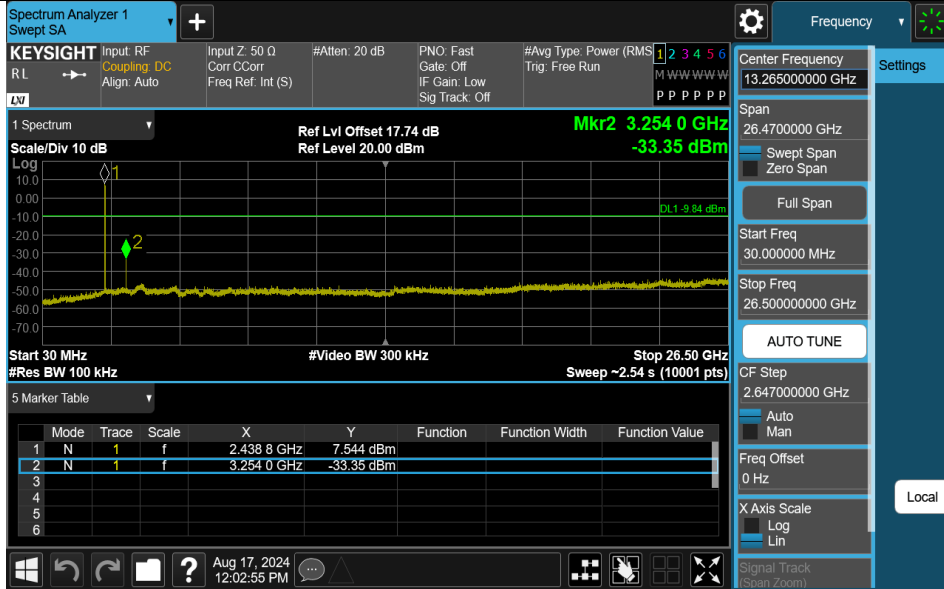 Spectrum Analyzer 1
Swept SA
+
Frequency
KEYSIGHT
RL
LXI
Input: RF
Coupling: DC
Align: Auto
Input Z: 50 Ω
Corr CCorr
Freq Ref: Int (S)
#Atten: 20 dB
PNO: Fast
Gate: Off
IF Gain: Low
Sig Track: Off
#Avg Type: Power (RMS
Trig: Free Run
1 2 3 4 5 6
M W W W W W
P P P P P P
1 Spectrum
Scale/Div 10 dB
Ref Lvl Offset 17.74 dB
Ref Level 20.00 dBm
Mkr2 3.254 0 GHz
-33.35 dBm
Log
10.0
0.00
-10.0
-20.0
-30.0
-40.0
-50.0
-60.0
-70.0
1
2
DL1 -9.84 dBm
Start 30 MHz
#Video BW 300 kHz
Stop 26.50 GHz
#Res BW 100 kHz
Sweep ~2.54 s (10001 pts)
5 Marker Table
Mode Trace Scale X Y Function Function Width Function Value
1 N 1 f 2.438 8 GHz 7.544 dBm
2 N 1 f 3.254 0 GHz -33.35 dBm
3
4
5
6
?
Aug 17, 2024
12:02:55 PM
Center Frequency
13.265000000 GHz
Span
26.4700000 GHz
Swept Span
Zero Span
Full Span
Start Freq
30.000000 MHz
Stop Freq
26.500000000 GHz
AUTO TUNE
CF Step
2.647000000 GHz
Auto
Man
Freq Offset
0 Hz
X Axis Scale
Log
Lin
Signal Track
(Span Zoom)
Settings
Local